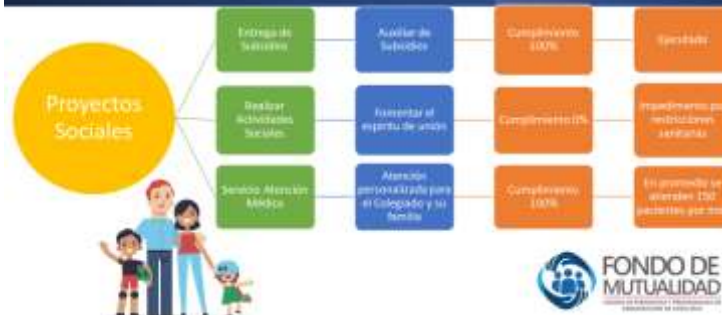 Proyectos
Sociales
Entrega de
Subsidios
Auxiliar de
Subsidios
Cumplimiento
100%
Ejecutado
Realizar
Actividades
Sociales
Fomentar el
espíritu de unión
Cumplimiento 0%
Impedimento por
restricciones
sanitarias
Servicio Atención
Médica
Atención
personalizada para
el Colegiado y su
familia
Cumplimiento
100%
En promedio se
atienden 150
pacientes por
FONDO DE
MUTUALIDAD